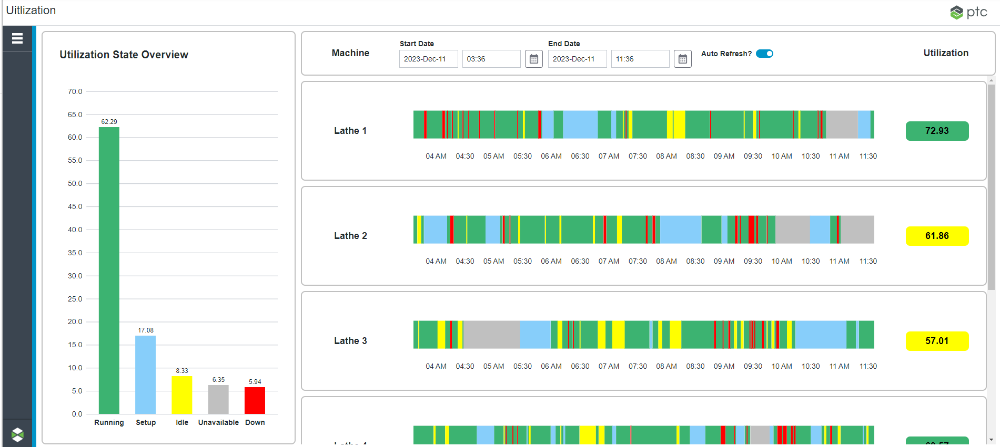 Uitlization
ptc
Utilization State Overview
70.0
65.0
60.0
55.0
50.0
45.0
40.0
35.0
30.0
25.0
20.0
15.0
10.0
5.0
0.0
62.29
17.08
8.33
6.35
5.94
Running Setup Idle Unavailable Down
Machine
Start Date
2023-Dec-11 03:36
End Date
2023-Dec-11 11:36
Auto Refresh?
Utilization
Lathe 1
04 AM 04:30 05 AM 05:30 06 AM 06:30 07 AM 07:30 08 AM 08:30 09 AM 09:30 10 AM 10:30 11 AM 11:30
72.93
Lathe 2
04 AM 04:30 05 AM 05:30 06 AM 06:30 07 AM 07:30 08 AM 08:30 09 AM 09:30 10 AM 10:30 11 AM 11:30
61.86
Lathe 3
04 AM 04:30 05 AM 05:30 06 AM 06:30 07 AM 07:30 08 AM 08:30 09 AM 09:30 10 AM 10:30 11 AM 11:30
57.01